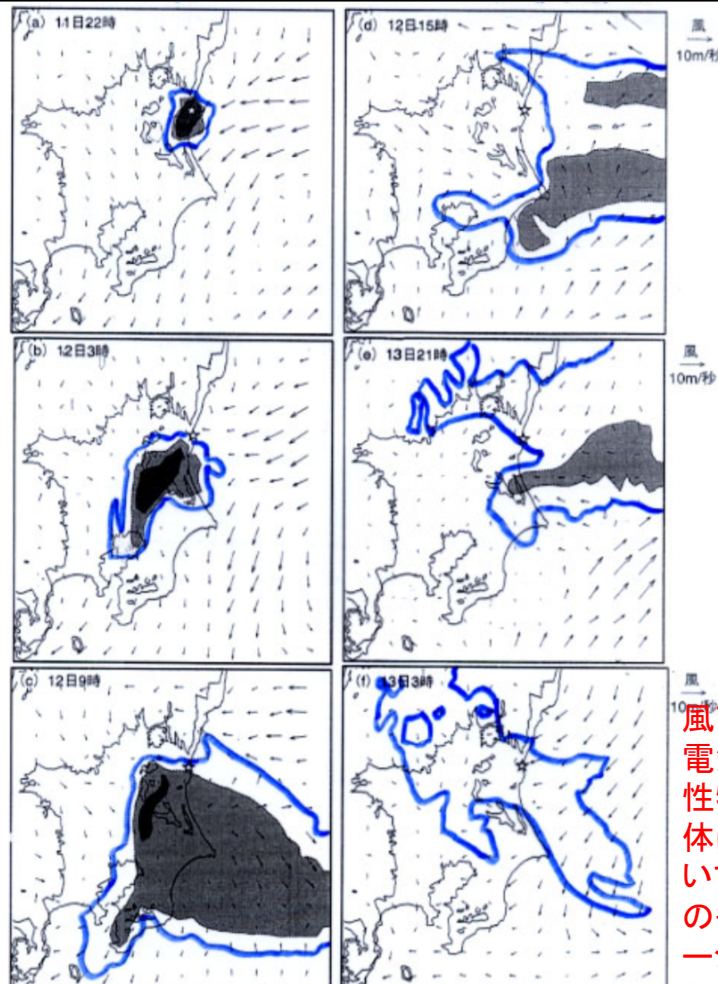 (a) 11日22時
(d) 12日15時
風
10m/秒
(b) 12日3時
(e) 13日21時
風
10m/秒
(c) 12日9時
(f) 13日3時
風
風
電
体
いて
の